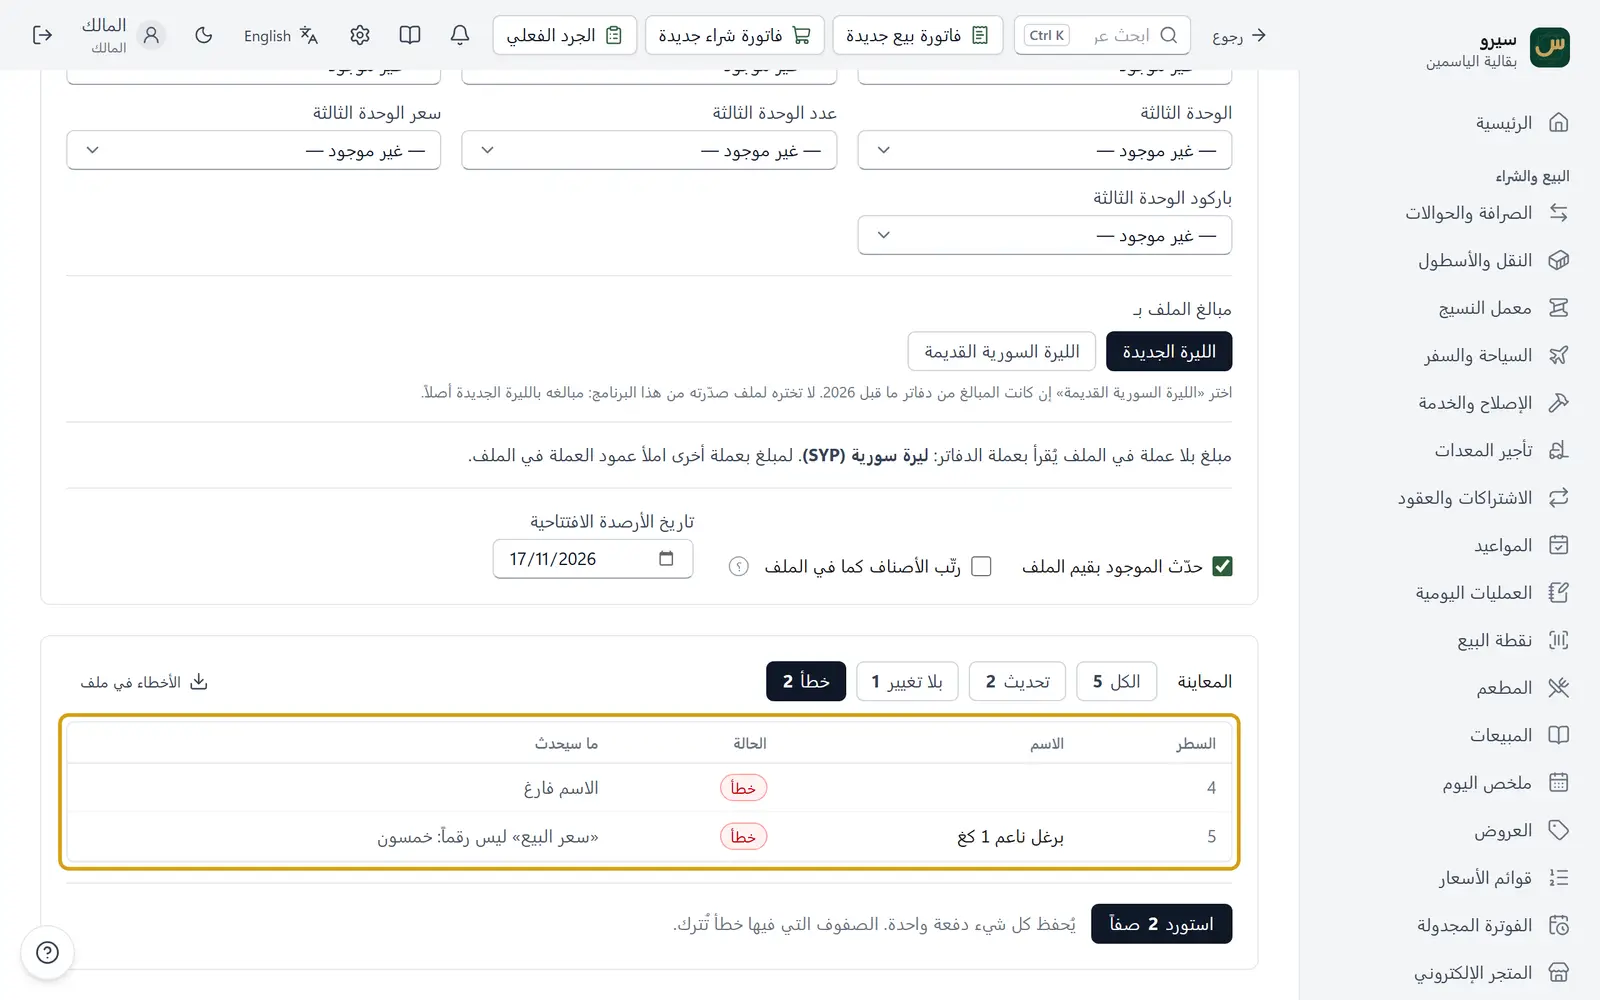 سيرو
بقالية الياسمين
رجوع
ابحث عر
Ctrl K
فاتورة بيع جديدة
فاتورة شراء جديدة
الجرد الفعلي
English
المالك
المالك
الرئيسية
البيع والشراء
الصرافة والحوالات
النقل والأسطول
معمل النسيج
السياحة والسفر
الإصلاح والخدمة
تأجير المعدات
الاشتراكات والعقود
المواعيد
العمليات اليومية
نقطة البيع
المطعم
المبيعات
ملخص اليوم
العروض
قوائم الأسعار
الفوترة المجدولة
المتجر الإلكتروني
غير موجود
غير موجود
غير موجود
الوحدة الثالثة
عدد الوحدة الثالثة
سعر الوحدة الثالثة
— غير موجود —
— غير موجود —
— غير موجود —
باركود الوحدة الثالثة
— غير موجود —
مبالغ الملف بـ
الليرة الجديدة
الليرة السورية القديمة
اختر «الليرة السورية القديمة» إن كانت المبالغ من دفاتر ما قبل 2026. لا تختره لملف صدّرته من هذا البرنامج: مبالغه بالليرة الجديدة أصلاً.
مبلغ بلا عملة في الملف يُقرأ بعملة الدفاتر: ليرة سورية (SYP). لمبلغ بعملة أخرى املأ عمود العملة في الملف.
حدّث الموجود بقيم الملف
رتّب الأصناف كما في الملف
؟
تاريخ الأرصدة الافتتاحية
17/11/2026
المعاينة
الكل 5
تحديث 2
بلا تغيير 1
خطأ 2
الأخطاء في ملف
السطر الاسم الحالة ما سيحدث
4 خطأ الاسم فارغ
5 برغل ناعم 1 كغ خطأ «سعر البيع» ليس رقماً: خمسون
استورد 2 صفاً
يُحفظ كل شيء دفعة واحدة. الصفوف التي فيها خطأ تُترك.